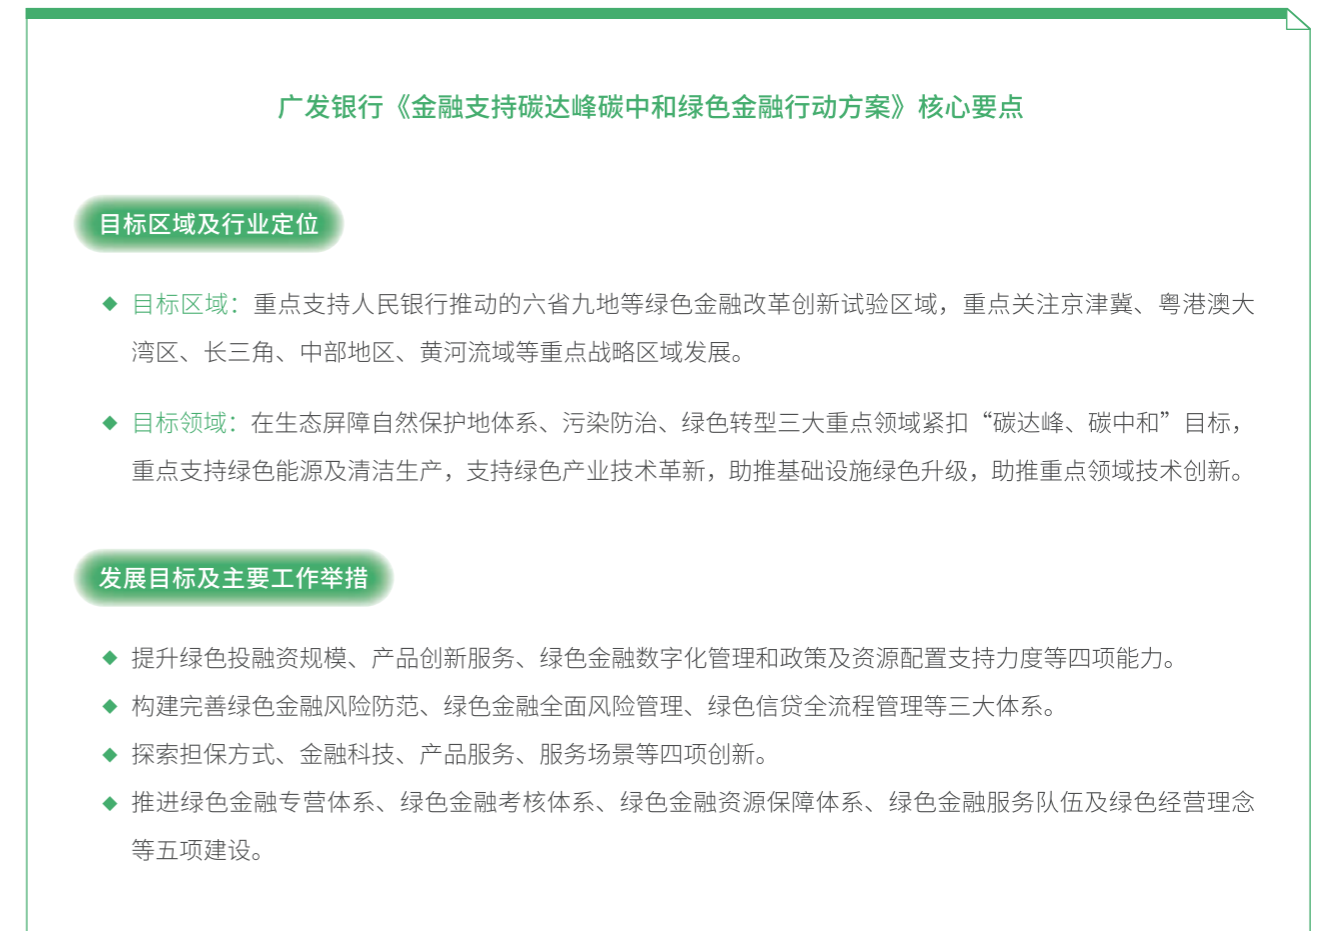 广发银行《金融支持碳达峰碳中和绿色金融行动方案》核心要点
目标区域及行业定位
目标区域：重点支持人民银行推动的六省九地等绿色金融改革创新试验区域，重点关注京津冀、粤港澳大
湾区、长三角、中部地区、黄河流域等重点战略区域发展。
目标领域：在生态屏障自然保护地体系、污染防治、绿色转型三大重点领域紧扣“碳达峰、碳中和”目标，
重点支持绿色能源及清洁生产，支持绿色产业技术革新，助推基础设施绿色升级，助推重点领域技术创新。
发展目标及主要工作举措
提升绿色投融资规模、产品创新服务、绿色金融数字化管理和政策及资源配置支持力度等四项能力。
构建完善绿色金融风险防范、绿色金融全面风险管理、绿色信贷全流程管理等三大体系。
探索担保方式、金融科技、产品服务、服务场景等四项创新。
推进绿色金融专营体系、绿色金融考核体系、绿色金融资源保障体系、绿色金融服务队伍及绿色经营理念
等五项建设。